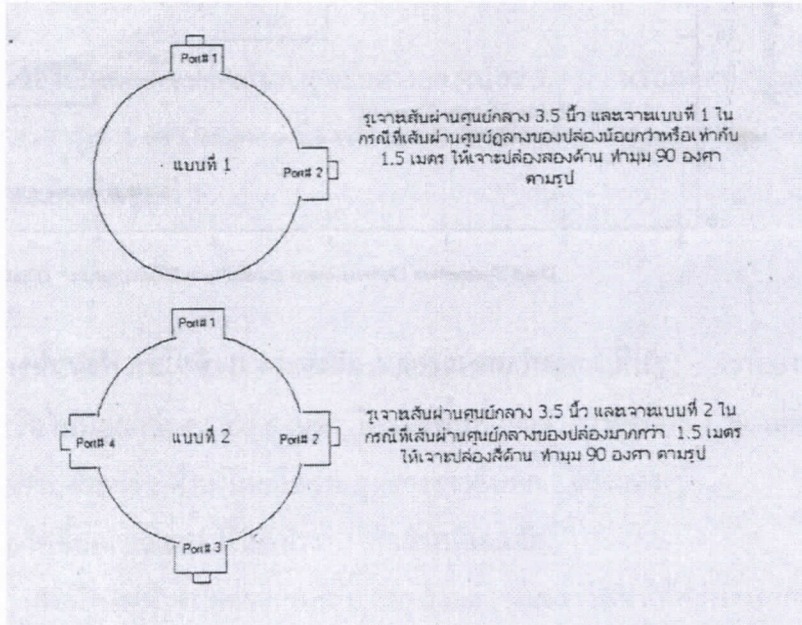 Port# 1
แบบที่ 1
Port# 2
รูเจาะเส้นผ่านศูนย์กลาง 3.5 นิ้ว และเจาะแบบที่ 1 ใน
กรณีที่เส้นผ่านศูนย์กลางของปล่องน้อยกว่าหรือเท่ากับ
1.5 เมตร ให้เจาะปล่องสองด้าน ทำมุม 90 องศา
ตามรูป
Port# 1
Port# 4
แบบที่ 2
Port# 2
Port# 3
รูเจาะเส้นผ่านศูนย์กลาง 3.5 นิ้ว และเจาะแบบที่ 2 ใน
กรณีที่เส้นผ่านศูนย์กลางของปล่องมากกว่า 1.5 เมตร
ให้เจาะปล่องสี่ด้าน ทำมุม 90 องศา ตามรูป